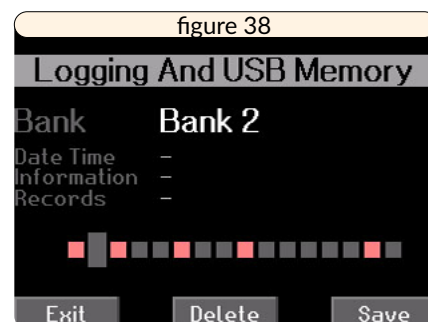 figure 38
Logging And USB Memory
Bank Bank 2
Date Time -
Information -
Records -
Exit Delete Save